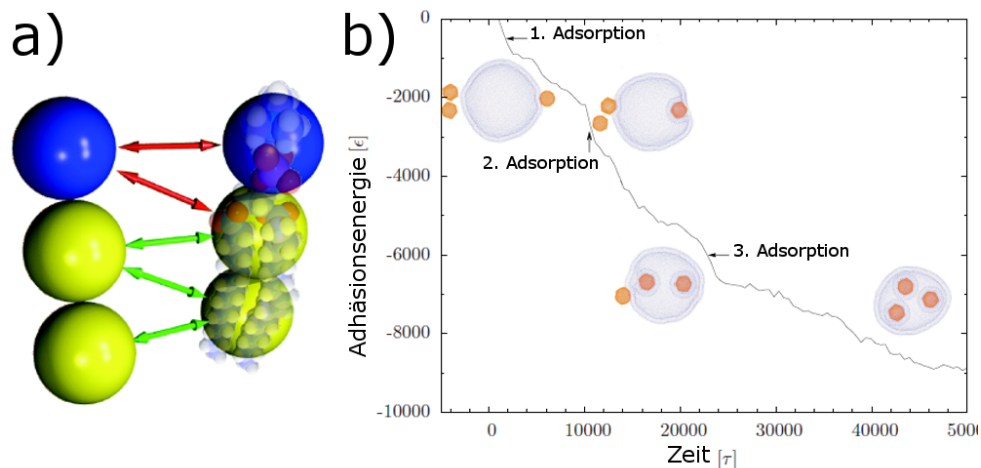 a)
b)
0
-2000
-4000
-6000
-8000
-10000
Adhäsionsenergie [ϵ]
1. Adsorption
2. Adsorption
3. Adsorption
0 10000 20000 30000 40000 5000
Zeit [τ]